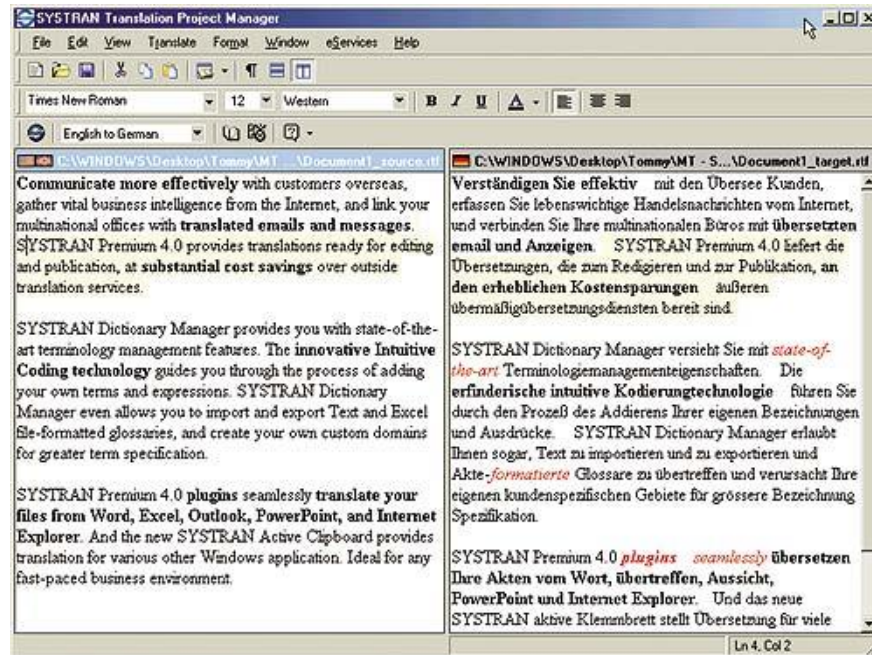 SYSTRAN Translation Project Manager
File Edit View Translate Format Window eServices Help
Times New Roman 12 Western B I U A
English to German
C:\WINDOWS\Desktop\Tommy\MT ...\Document1_source.rtf
Communicate more effectively with customers overseas,
gather vital business intelligence from the Internet, and link your
multinational offices with translated emails and messages.
SYSTRAN Premium 4.0 provides translations ready for editing
and publication, at substantial cost savings over outside
translation services.
SYSTRAN Dictionary Manager provides you with state-of-the-
art terminology management features. The innovative Intuitive
Coding technology guides you through the process of adding
your own terms and expressions. SYSTRAN Dictionary
Manager even allows you to import and export Text and Excel
file-formatted glossaries, and create your own custom domains
for greater term specification.
SYSTRAN Premium 4.0 plugins seamlessly translate your
files from Word, Excel, Outlook, PowerPoint, and Internet
Explorer. And the new SYSTRAN Active Clipboard provides
translation for various other Windows application. Ideal for any
fast-paced business environment.
C:\WINDOWS\Desktop\Tommy\MT - S...\Document1_target.rtf
Verständigen Sie effektiv mit den Übersee Kunden,
erfassen Sie lebenswichtige Handelsnachrichten vom Internet,
und verbinden Sie Ihre multinationalen Büros mit übersetzten
email und Anzeigen. SYSTRAN Premium 4.0 liefert die
Übersetzungen, die zum Redigieren und zur Publikation, an
den erheblichen Kostensparungen äußeren
übermäßigübersetzungsdiensten bereit sind.
SYSTRAN Dictionary Manager versieht Sie mit state-of-
the-art Terminologiemanagementeigenschaften. Die
erfinderische intuitive Kodierungtechnologie führen Sie
durch den Prozeß des Addierens Ihrer eigenen Bezeichnungen
und Ausdrücke. SYSTRAN Dictionary Manager erlaubt
Ihnen sogar, Text zu importieren und zu exportieren und
Akte-formatierte Glossare zu übertreffen und verursacht Ihre
eigenen kundenspezifischen Gebiete für grössere Bezeichnung
Spezifikation.
SYSTRAN Premium 4.0 plugins seamlessly übersetzen
Ihre Akten vom Wort, übertreffen, Aussicht,
PowerPoint und Internet Explorer. Und das neue
SYSTRAN aktive Klemmbrett stellt Übersetzung für viele
Ln 4, Col 2